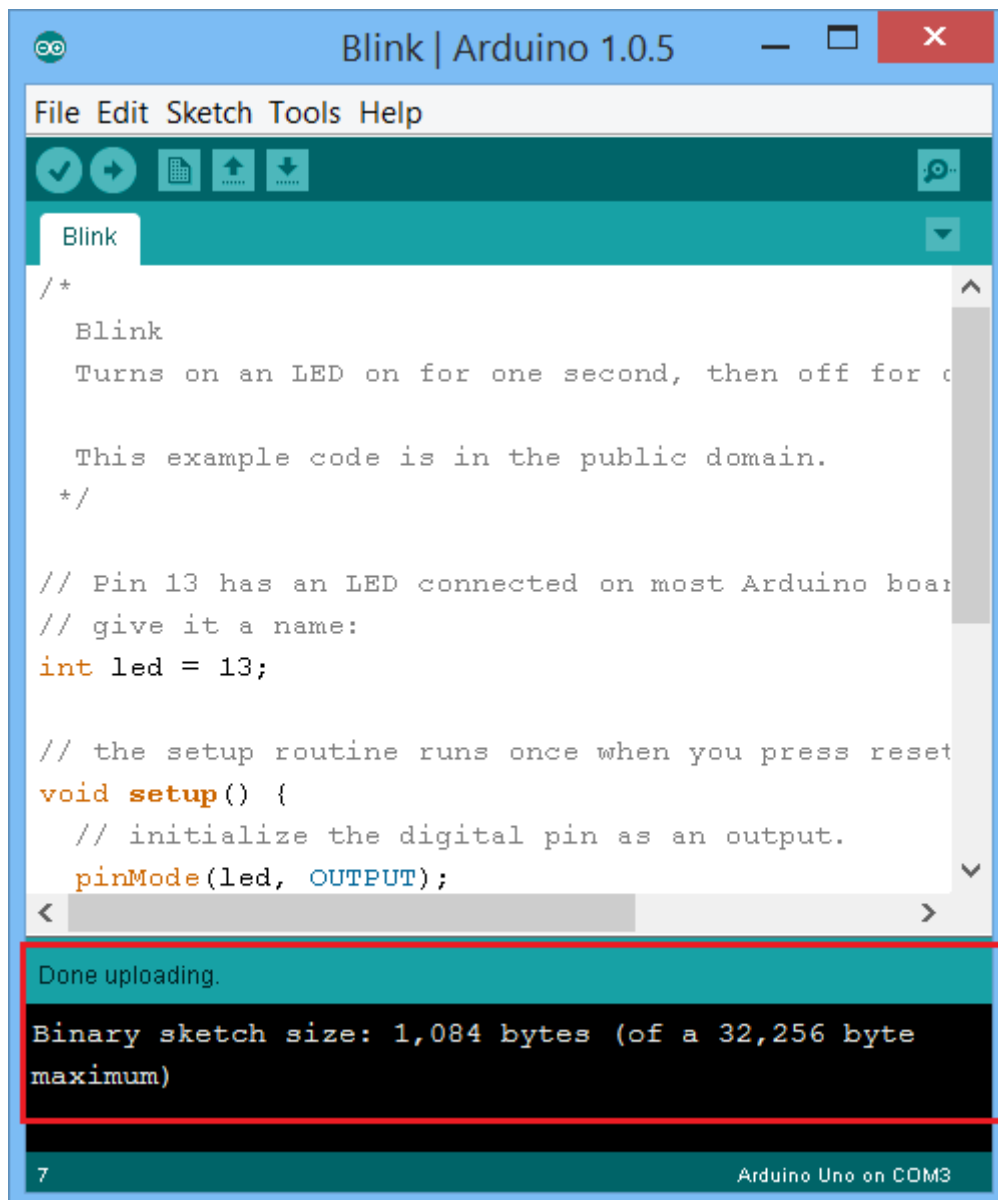 Blink | Arduino 1.0.5
File Edit Sketch Tools Help
Blink
/*
Blink
Turns on an LED on for one second, then off for
This example code is in the public domain.
*/
// Pin 13 has an LED connected on most Arduino
// give it a name:
int led = 13;
// the setup routine runs once when you press reset
void setup() {
// initialize the digital pin as an output.
pinMode(led, OUTPUT);
Done uploading.
Binary sketch size: 1,084 bytes (of a 32,256 byte
maximum)
7
Arduino Uno on COM3